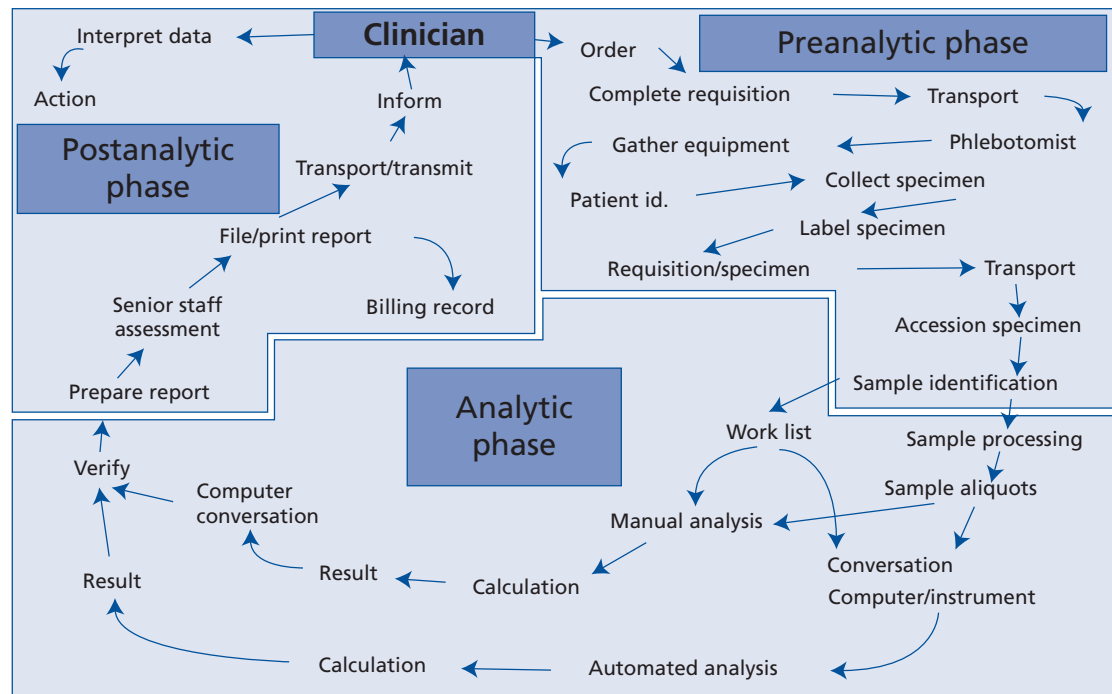 Clinician
Preanalytic phase
Order
Complete requisition
Transport
Phlebotomist
Gather equipment
Patient id.
Collect specimen
Label specimen
Requisition/specimen
Transport
Accession specimen
Sample identification
Analytic
phase
Work list
Sample processing
Sample aliquots
Manual analysis
Conversation
Computer/instrument
Calculation
Result
Computer
conversation
Automated analysis
Calculation
Result
Verify
Postanalytic
phase
Prepare report
Senior staff
assessment
File/print report
Billing record
Transport/transmit
Inform
Interpret data
Action